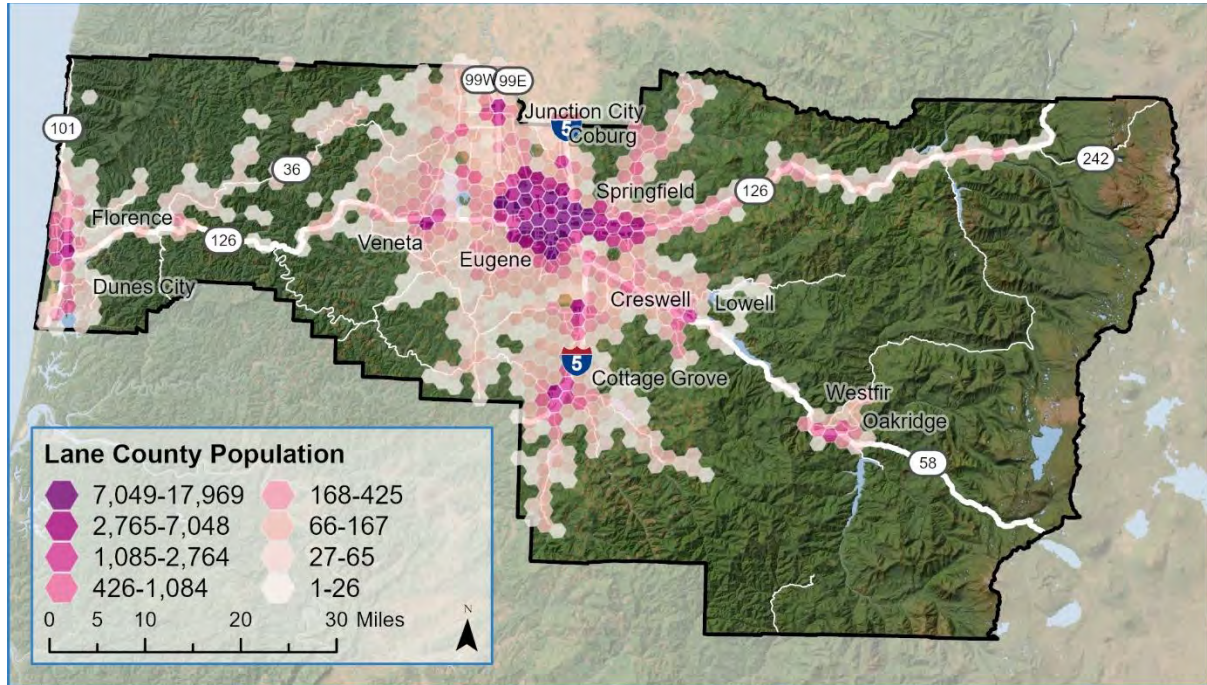 99W 99E
Junction City
5
Coburg
101
36
242
Springfield
126
Florence
126
Veneta
Eugene
Dunes City
Creswell
Lowell
5
Cottage Grove
Westfir
Oakridge
58
Lane County Population
7,049-17,969 168-425
2,765-7,048 66-167
1,085-2,764 27-65
426-1,084 1-26
0 5 10 20 30 Miles
N